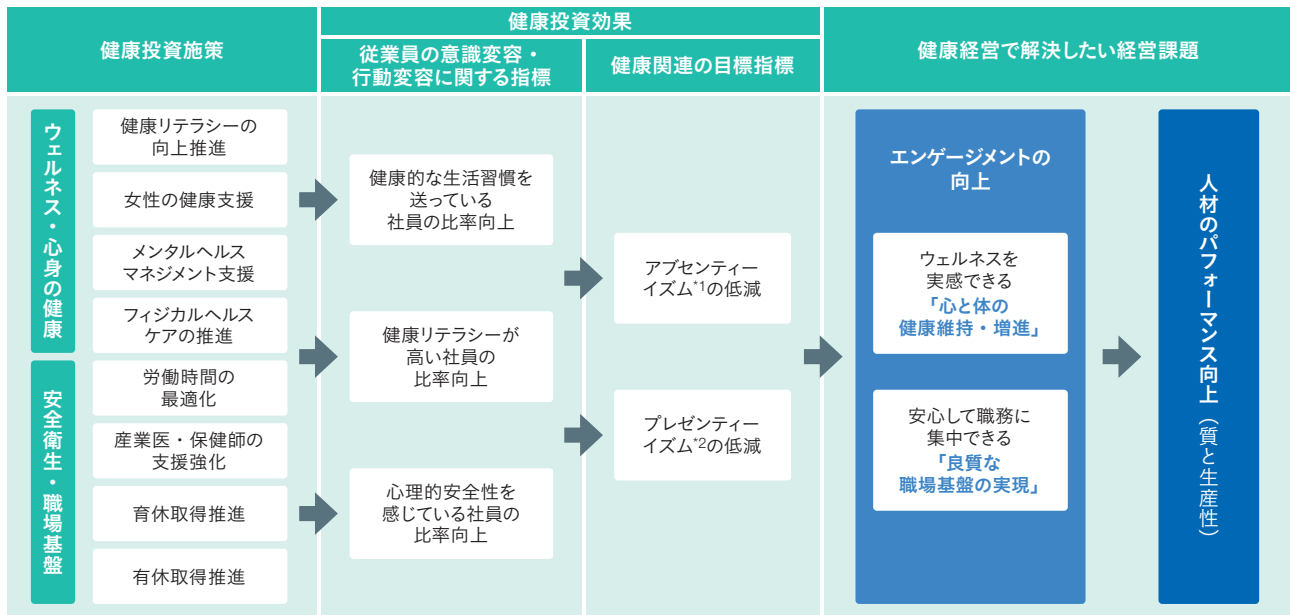 健康投資施策
健康投資効果
従業員の意識変容・
行動変容に関する指標
健康関連の目標指標
健康経営で解決したい経営課題
ウェルネス・心身の健康
健康リテラシーの
向上推進
女性の健康支援
メンタルヘルス
マネジメント支援
フィジカルヘルス
ケアの推進
安全衛生・職場基盤
労働時間の
最適化
産業医・保健師の
支援強化
育休取得推進
有休取得推進
健康的な生活習慣を
送っている
社員の比率向上
健康リテラシーが
高い社員の
比率向上
心理的安全性を
感じている社員の
比率向上
アブセンティー
イズム*1の低減
プレゼンティー
イズム*2の低減
エンゲージメントの
向上
ウェルネスを
実感できる
「心と体の
健康維持・増進」
安心して職務に
集中できる
「良質な
職場基盤の実現」
人材のパフォーマンス向上(質と生産性)